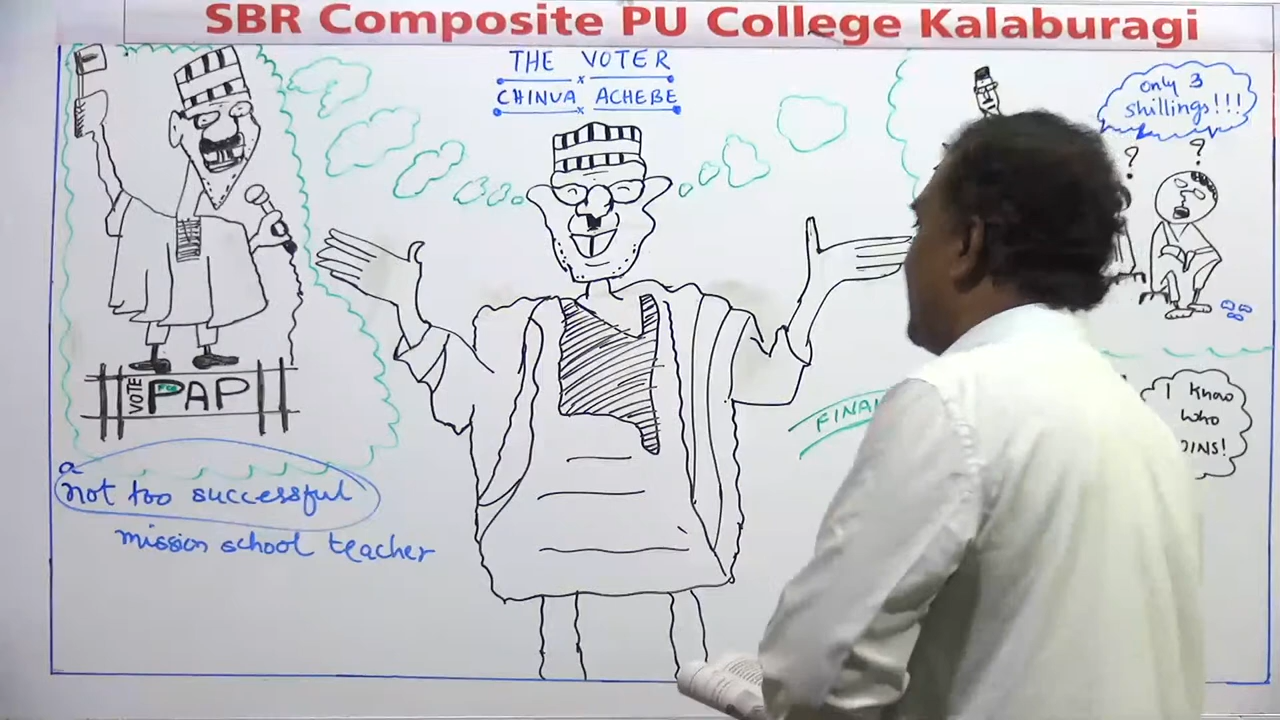 SBR Composite PU College Kalaburagi
THE VOTER
CHINUA ACHEBE
only 3
shillings!!!
?
?
VOTE FOR PAP
I know
who
a
not too successful
mission school teacher